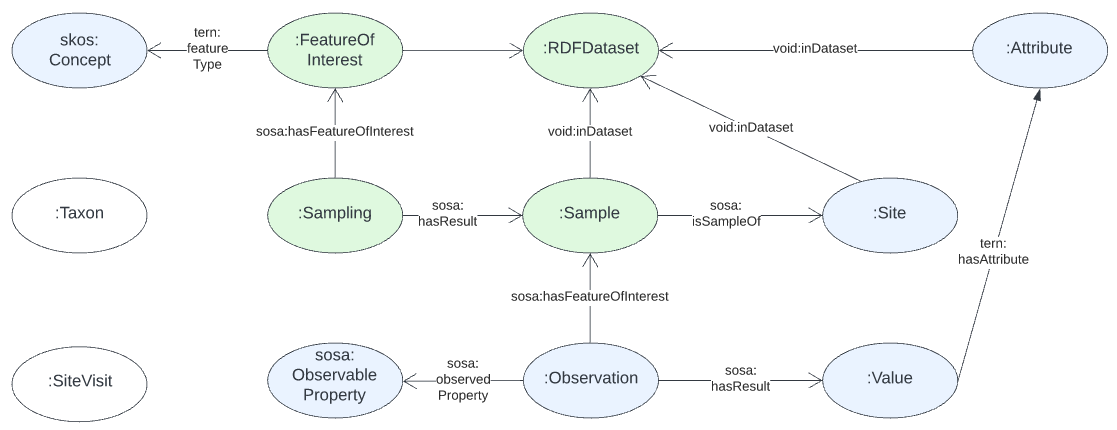 skos:
Concept
tern:
feature
Type
:FeatureOf
Interest
:RDFDataset
void:inDataset
:Attribute
sosa:hasFeatureOfInterest
void:inDataset
void:inDataset
:Taxon
:Sampling
sosa:
hasResult
:Sample
sosa:
isSampleOf
:Site
tern:
hasAttribute
sosa:hasFeatureOfInterest
:SiteVisit
sosa:
Observable
Property
sosa:
observed
Property
:Observation
sosa:
hasResult
:Value